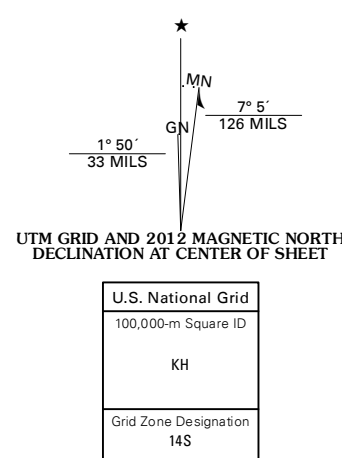 ★
MN
GN
7° 5´
126 MILS
1° 50´
33 MILS
UTM GRID AND 2012 MAGNETIC NORTH
DECLINATION AT CENTER OF SHEET
U.S. National Grid
100,000-m Square ID
KH
Grid Zone Designation
14S